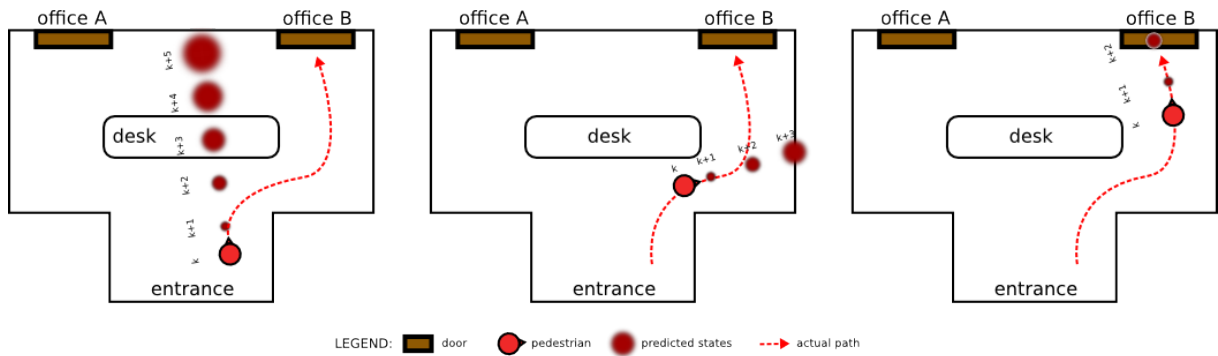 office A office B
k+5
k+4
desk
k+3
k+2
k+1
k
entrance
office A office B
desk
k+3
k+2
k+1
k
entrance
office A office B
k+2
k+1
k
desk
entrance
LEGEND: door pedestrian predicted states actual path